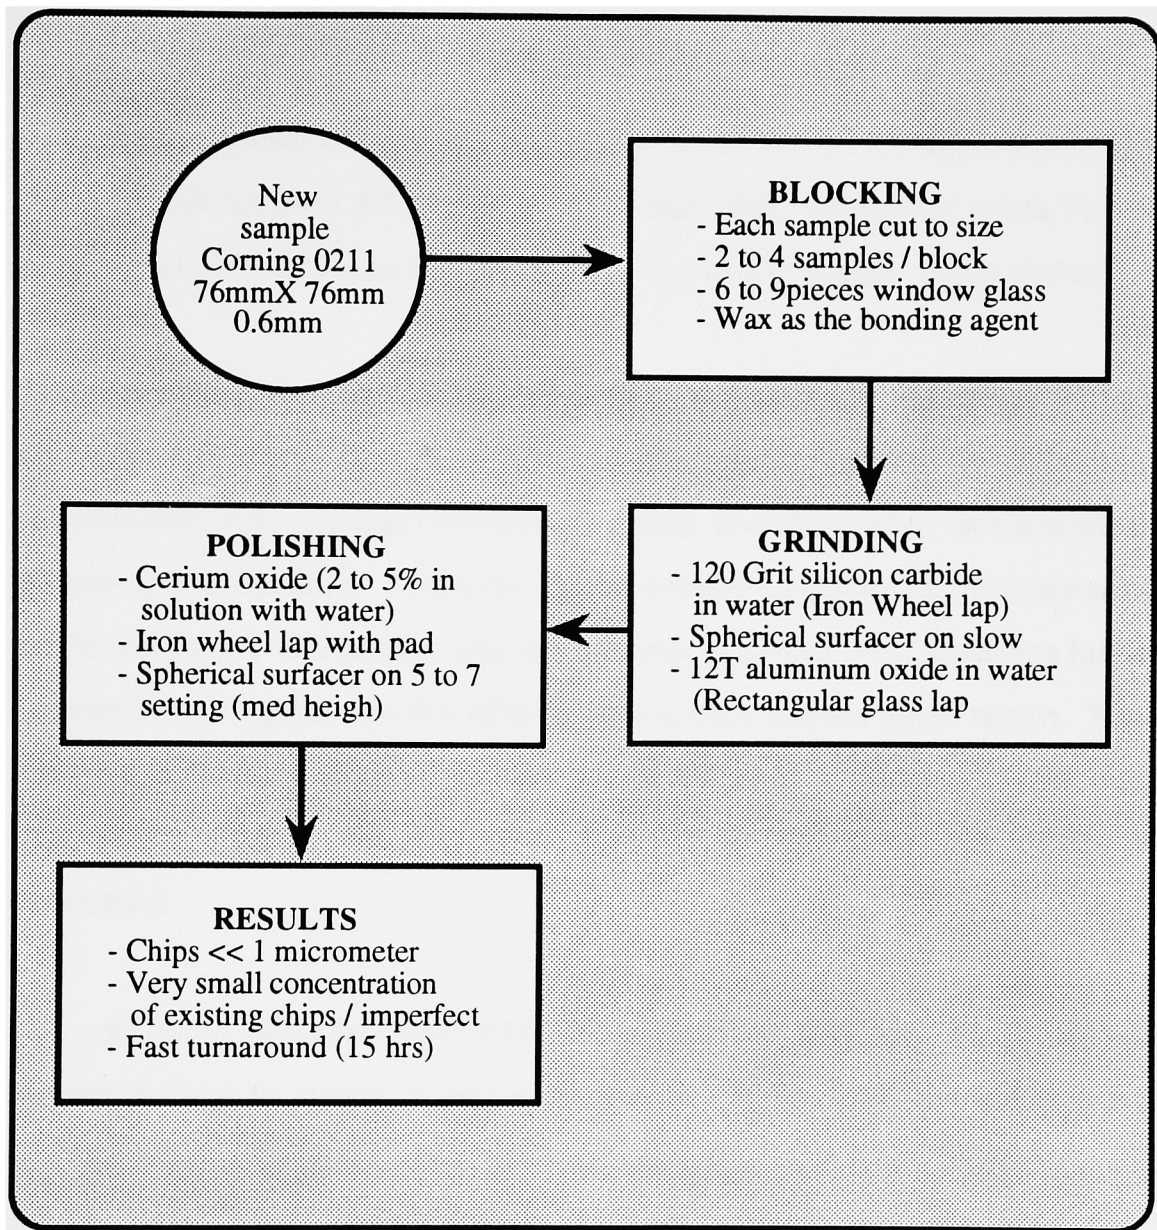 New
sample
Corning 0211
76mmX 76mm
0.6mm
BLOCKING
- Each sample cut to size
- 2 to 4 samples / block
- 6 to 9pieces window glass
- Wax as the bonding agent
GRINDING
- 120 Grit silicon carbide
in water (Iron Wheel lap)
- Spherical surfacer on slow
- 12T aluminum oxide in water
(Rectangular glass lap
POLISHING
- Cerium oxide (2 to 5% in
solution with water)
- Iron wheel lap with pad
- Spherical surfacer on 5 to 7
setting (med heigh)
RESULTS
- Chips << 1 micrometer
- Very small concentration
of existing chips / imperfect
- Fast turnaround (15 hrs)